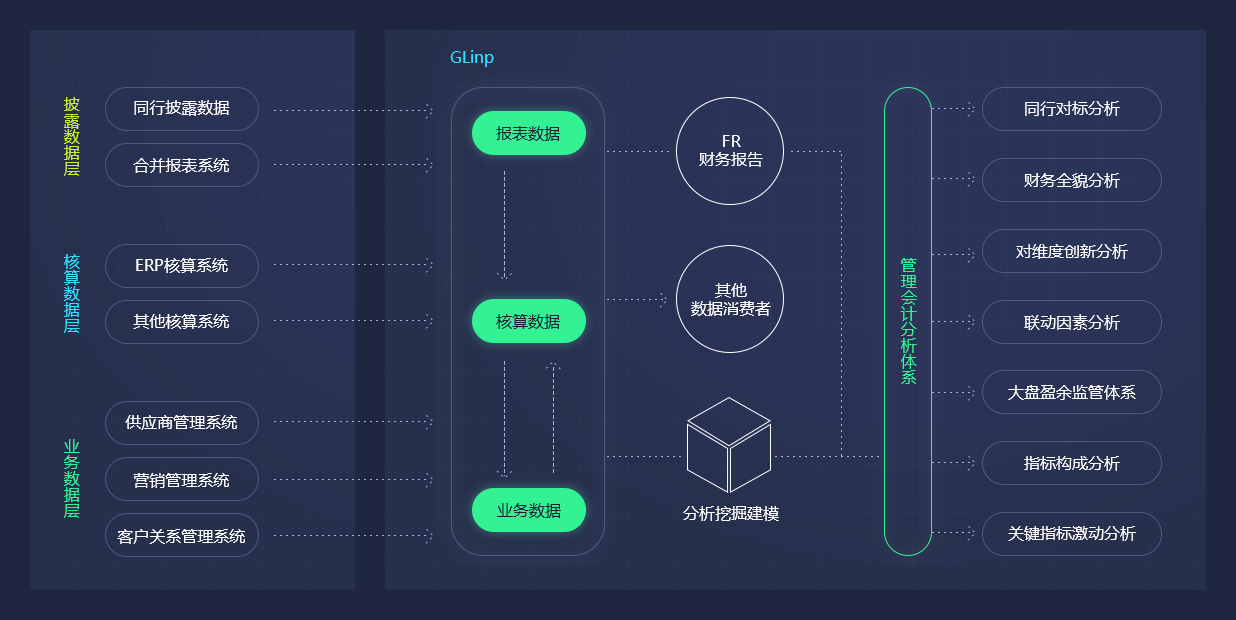 披露数据层
同行披露数据
合并报表系统
核算数据层
ERP核算系统
其他核算系统
业务数据层
供应商管理系统
营销管理系统
客户关系管理系统
GLinp
报表数据
核算数据
业务数据
FR
财务报告
其他
数据消费者
分析挖掘建模
管理会计分析体系
同行对标分析
财务全貌分析
对维度创新分析
联动因素分析
大盘盈余监管体系
指标构成分析
关键指标激动分析